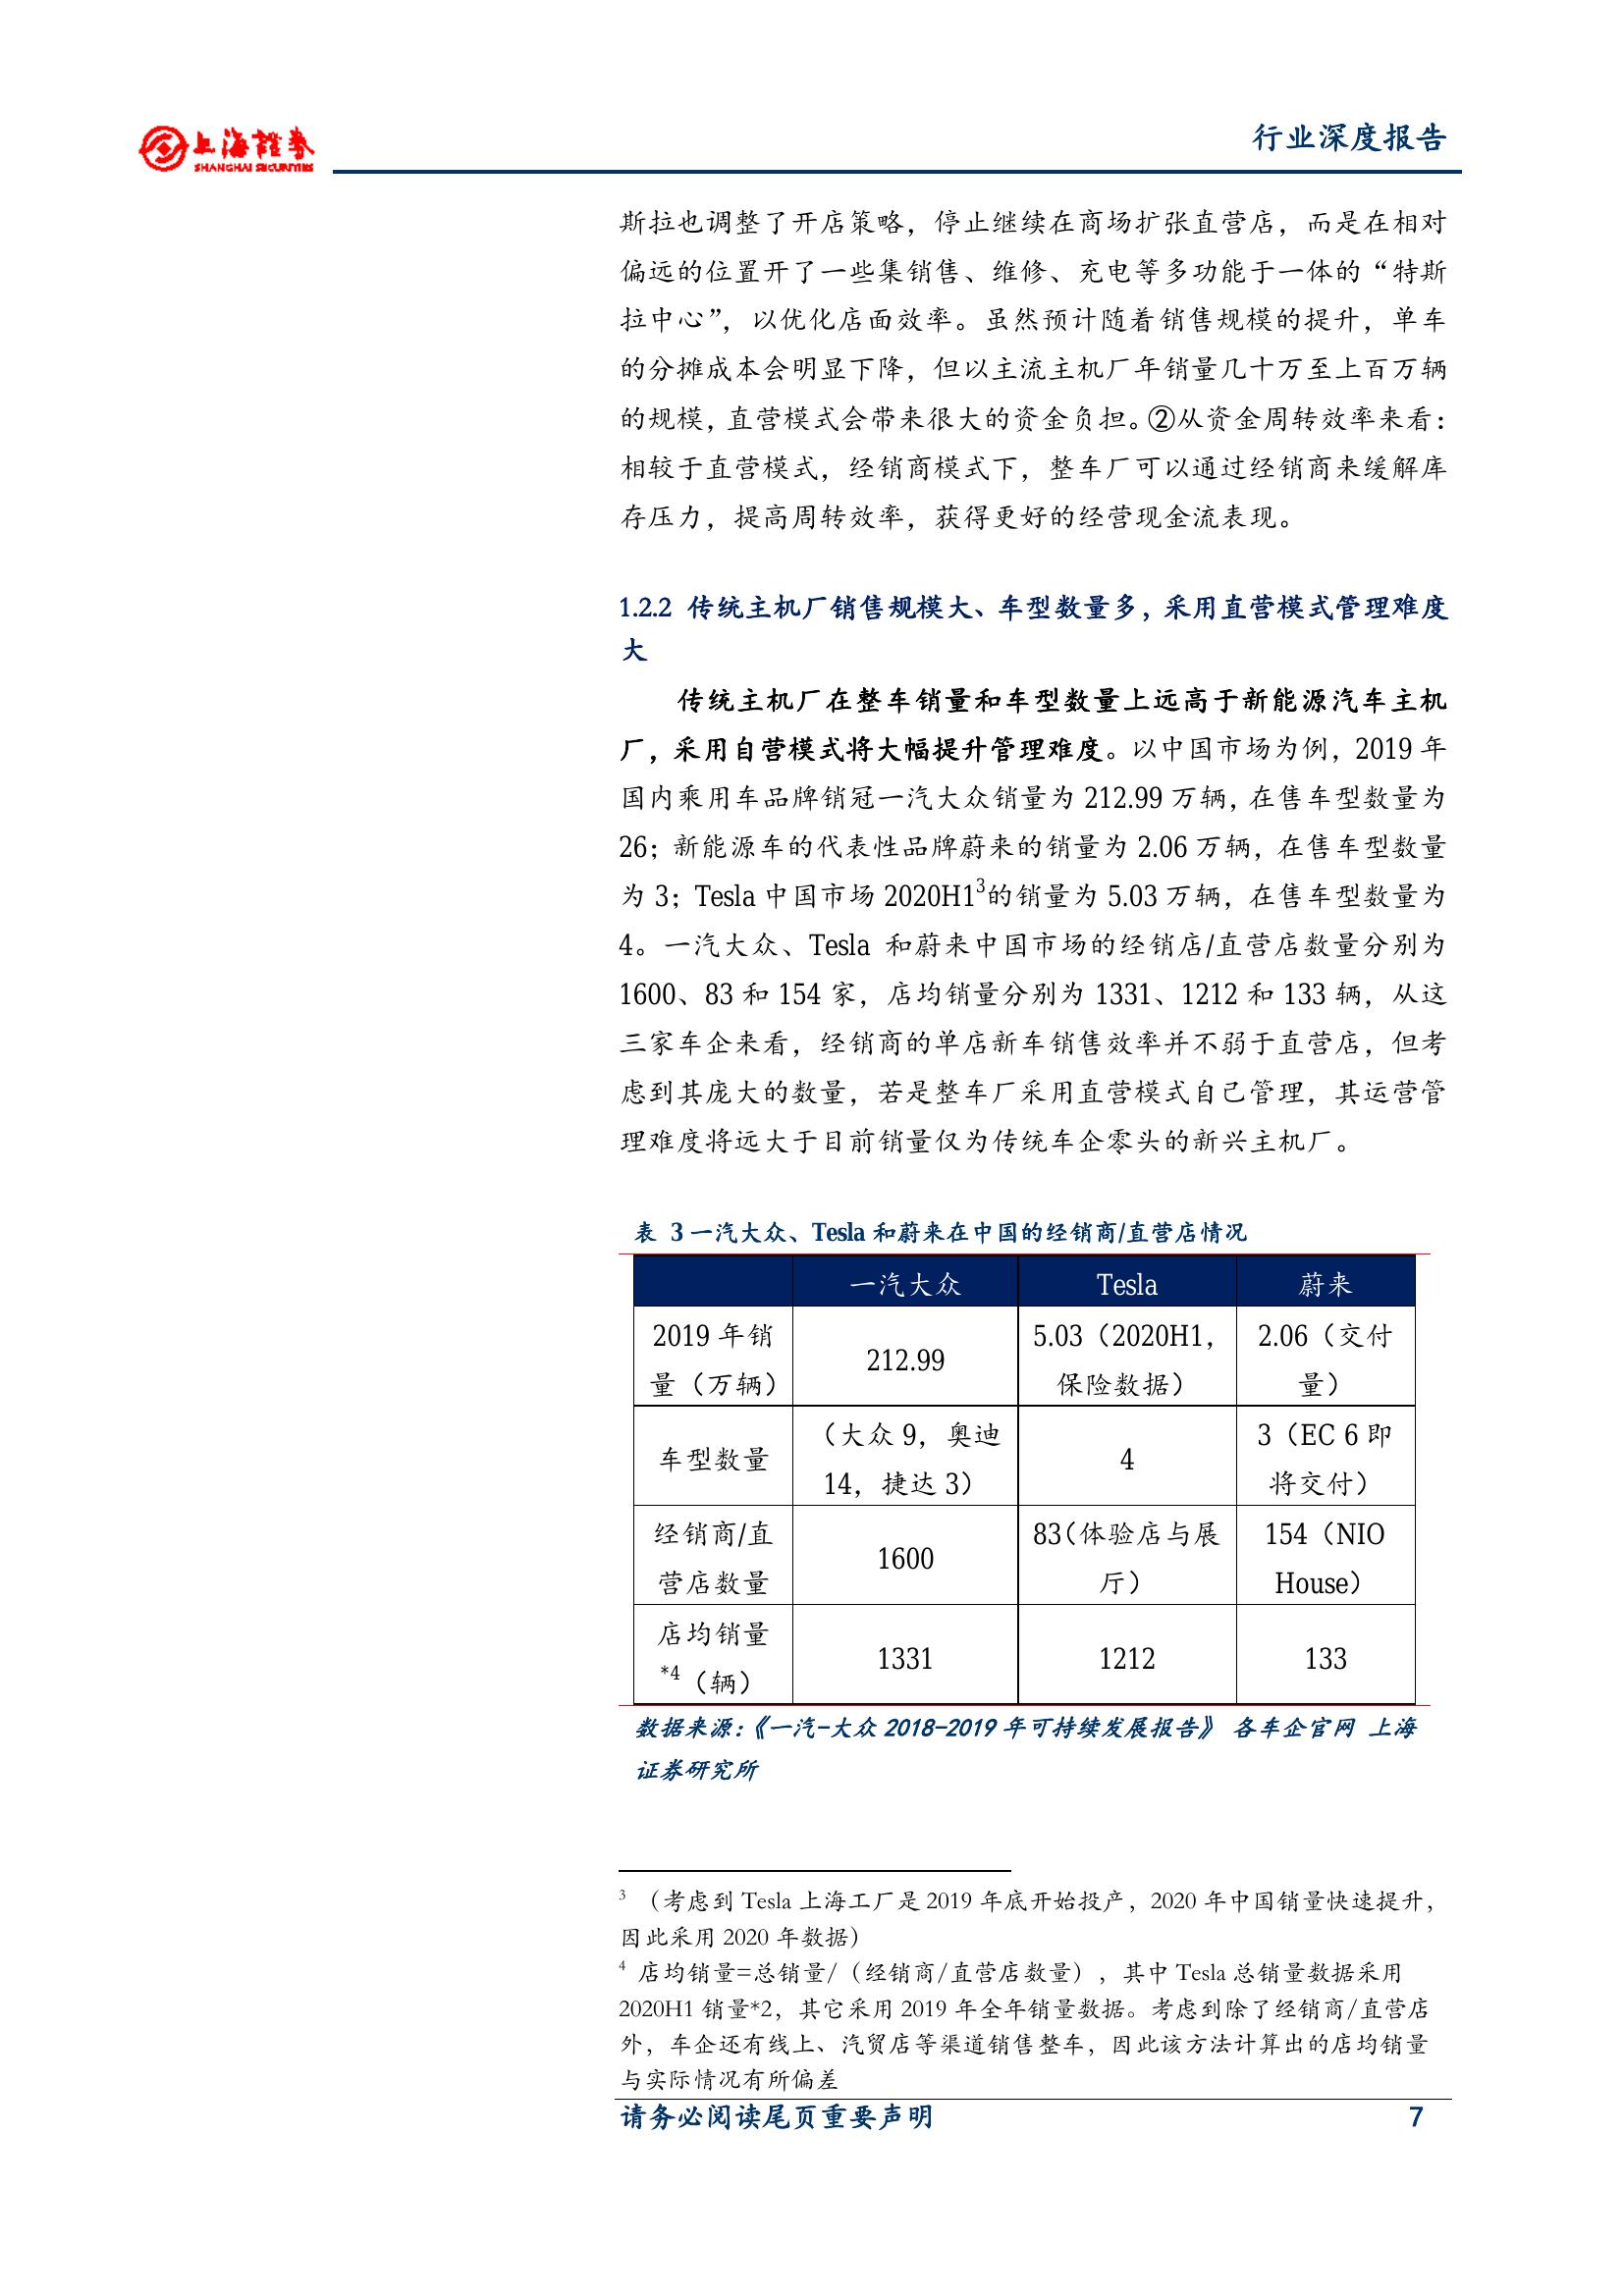 上海證券
SHANGHAI SECURITIES
行业深度报告
斯拉也调整了开店策略，停止继续在商场扩张直营店，而是在相对
偏远的位置开了一些集销售、维修、充电等多功能于一体的“特斯
拉中心”，以优化店面效率。虽然预计随着销售规模的提升，单车
的分摊成本会明显下降，但以主流主机厂年销量几十万至上百万辆
的规模，直营模式会带来很大的资金负担。②从资金周转效率来看：
相较于直营模式，经销商模式下，整车厂可以通过经销商来缓解库
存压力，提高周转效率，获得更好的经营现金流表现。
1.2.2 传统主机厂销售规模大、车型数量多，采用直营模式管理难度
大
传统主机厂在整车销量和车型数量上远高于新能源汽车主机
厂，采用自营模式将大幅提升管理难度。以中国市场为例，2019 年
国内乘用车品牌销冠一汽大众销量为 212.99 万辆，在售车型数量为
26；新能源车的代表性品牌蔚来的销量为 2.06 万辆，在售车型数量
为 3；Tesla 中国市场 2020H1³的销量为 5.03 万辆，在售车型数量为
4。一汽大众、Tesla 和蔚来中国市场的经销店/直营店数量分别为
1600、83 和 154 家，店均销量分别为 1331、1212 和 133 辆，从这
三家车企来看，经销商的单店新车销售效率并不弱于直营店，但考
虑到其庞大的数量，若是整车厂采用直营模式自己管理，其运营管
理难度将远大于目前销量仅为传统车企零头的新兴主机厂。
表 3 一汽大众、Tesla 和蔚来在中国的经销商/直营店情况
一汽大众 Tesla 蔚来
2019 年销
量（万辆） 212.99 5.03（2020H1，
保险数据） 2.06（交付
量）
车型数量 （大众 9，奥迪
14，捷达 3） 4 3（EC 6 即
将交付）
经销商/直
营店数量 1600 83（体验店与展
厅） 154（NIO
House）
店均销量
*4（辆） 1331 1212 133
数据来源：《一汽-大众 2018-2019 年可持续发展报告》 各车企官网 上海
证券研究所
³ （考虑到 Tesla 上海工厂是 2019 年底开始投产，2020 年中国销量快速提升，
因此采用 2020 年数据）
⁴ 店均销量=总销量/（经销商/直营店数量），其中 Tesla 总销量数据采用
2020H1 销量*2，其它采用 2019 年全年销量数据。考虑到除了经销商/直营店
外，车企还有线上、汽贸店等渠道销售整车，因此该方法计算出的店均销量
与实际情况有所偏差
请务必阅读尾页重要声明 7